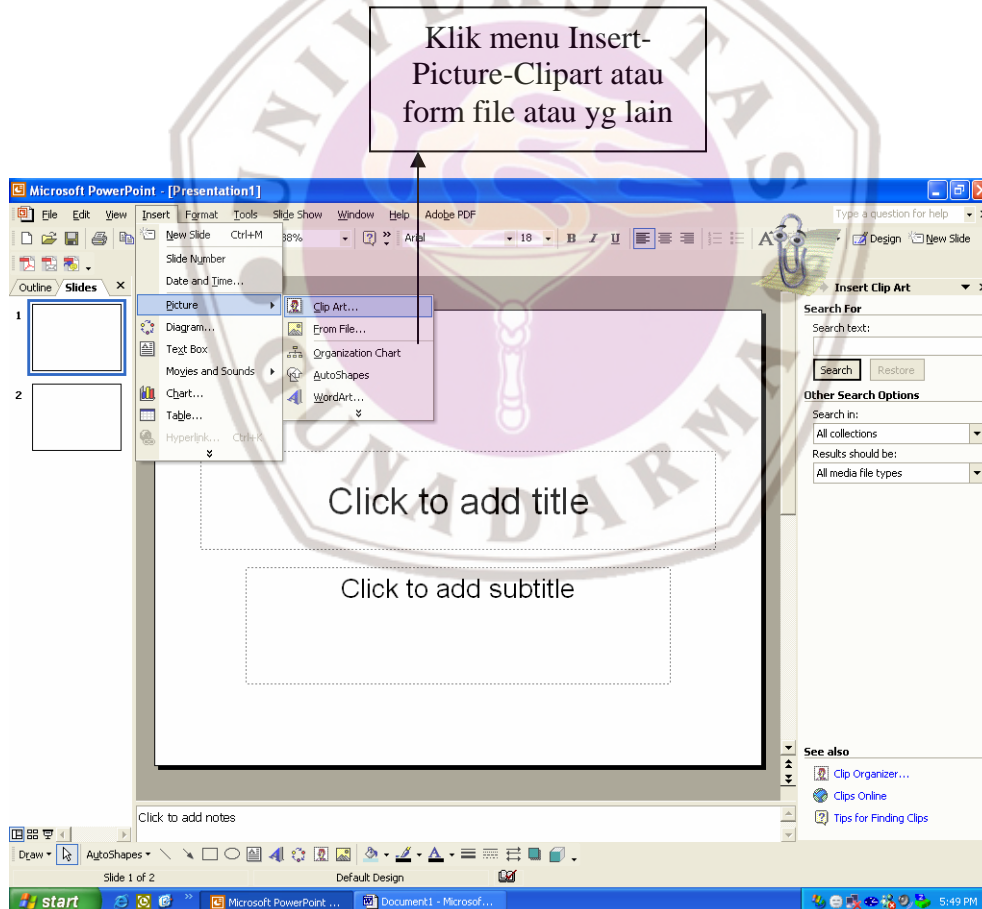 Klik menu Insert-
Picture-Clipart atau
form file atau yg lain
UNIVERSITAS
GUNADARMA
Microsoft PowerPoint - [Presentation1]
File Edit View Insert Format Tools Slide Show Window Help Adobe PDF
Type a question for help
38% Arial 18 B I U
Design New Slide
New Slide Ctrl+M
Slide Number
Date and Time...
Picture
Diagram...
Text Box
Movies and Sounds
Chart...
Table...
Hyperlink... Ctrl+K
Clip Art...
From File...
Organization Chart
AutoShapes
WordArt...
Outline Slides
1
2
Click to add title
Click to add subtitle
Insert Clip Art
Search For
Search text:
Search Restore
Other Search Options
Search in:
All collections
Results should be:
All media file types
See also
Clip Organizer...
Clips Online
Tips for Finding Clips
Click to add notes
Draw AutoShapes
Slide 1 of 2 Default Design
start Microsoft PowerPoint ... Document1 - Microsof... 5:49 PM